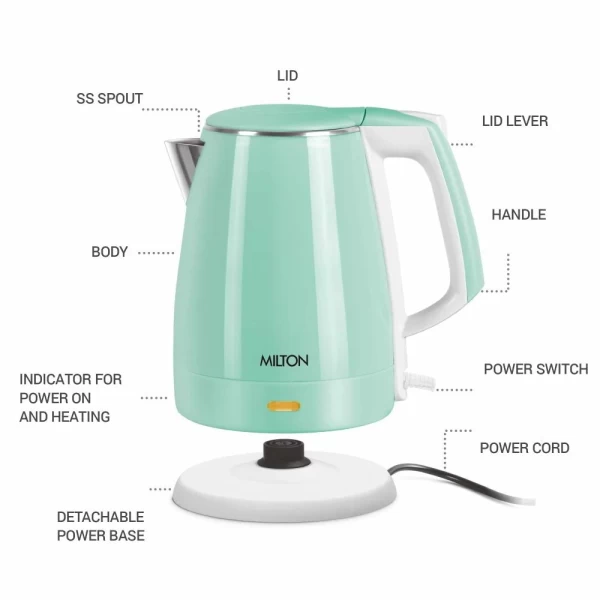 LID
SS SPOUT
LID LEVER
HANDLE
BODY
MILTON
POWER SWITCH
INDICATOR FOR
POWER ON
AND HEATING
POWER CORD
DETACHABLE
POWER BASE